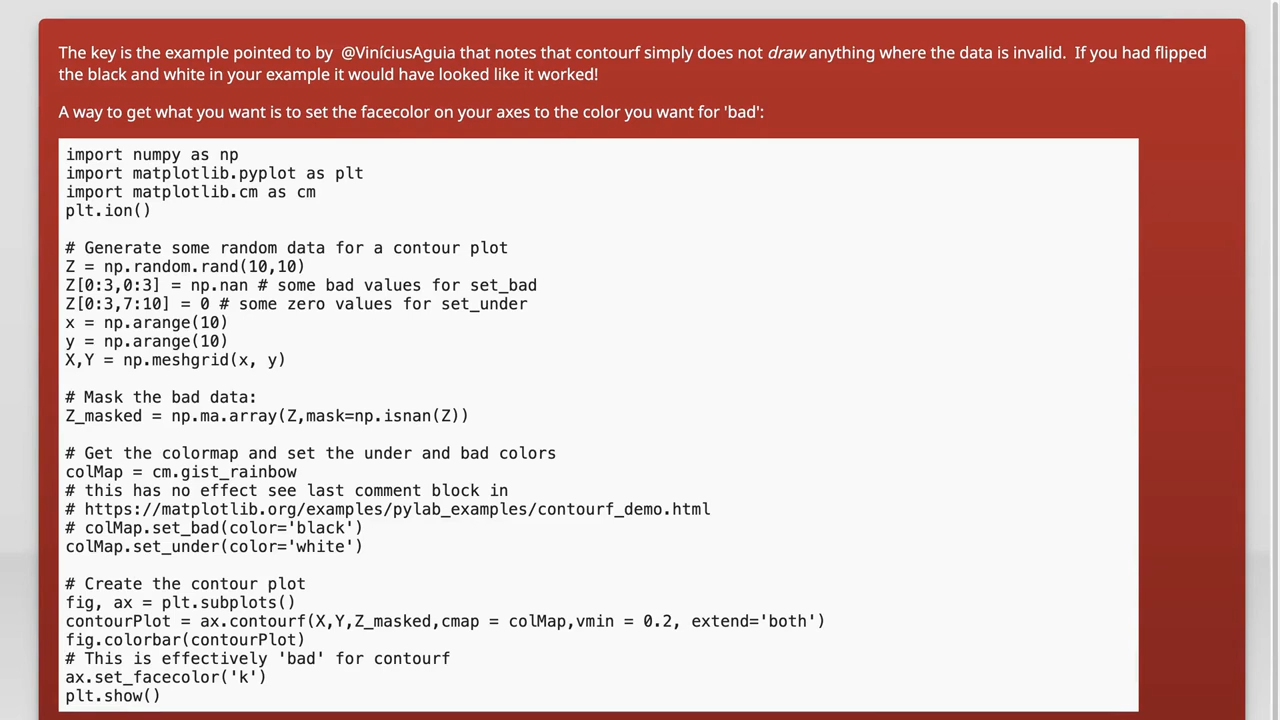 The key is the example pointed to by  @ViníciusAguia that notes that contourf simply does not draw anything where the data is invalid.  If you had flipped
the black and white in your example it would have looked like it worked!
A way to get what you want is to set the facecolor on your axes to the color you want for 'bad':
import numpy as np
import matplotlib.pyplot as plt
import matplotlib.cm as cm
plt.ion()
# Generate some random data for a contour plot
Z = np.random.rand(10,10)
Z[0:3,0:3] = np.nan # some bad values for set_bad
Z[0:3,7:10] = 0 # some zero values for set_under
x = np.arange(10)
y = np.arange(10)
X,Y = np.meshgrid(x, y)
# Mask the bad data:
Z_masked = np.ma.array(Z,mask=np.isnan(Z))
# Get the colormap and set the under and bad colors
colMap = cm.gist_rainbow
# this has no effect see last comment block in
# https://matplotlib.org/examples/pylab_examples/contourf_demo.html
# colMap.set_bad(color='black')
colMap.set_under(color='white')
# Create the contour plot
fig, ax = plt.subplots()
contourPlot = ax.contourf(X,Y,Z_masked,cmap = colMap,vmin = 0.2, extend='both')
fig.colorbar(contourPlot)
# This is effectively 'bad' for contourf
ax.set_facecolor('k')
plt.show()